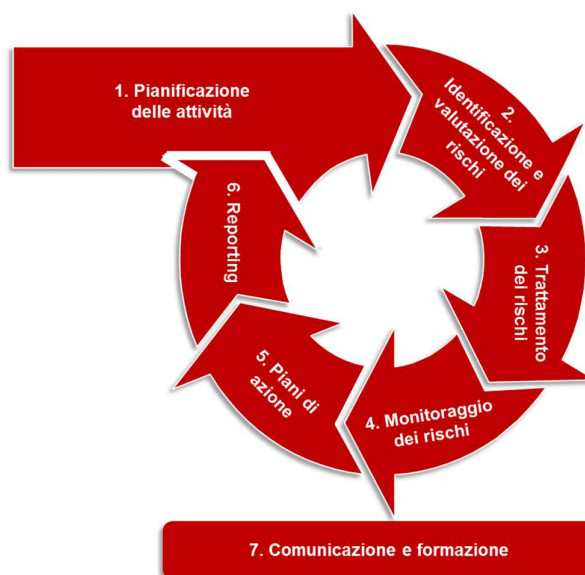 1. Pianificazione
delle attività
2.
Identificazione e
valutazione dei
rischi
3. Trattamento
dei rischi
4. Monitoraggio
dei rischi
5. Piani di
azione
6. Reporting
7. Comunicazione e formazione